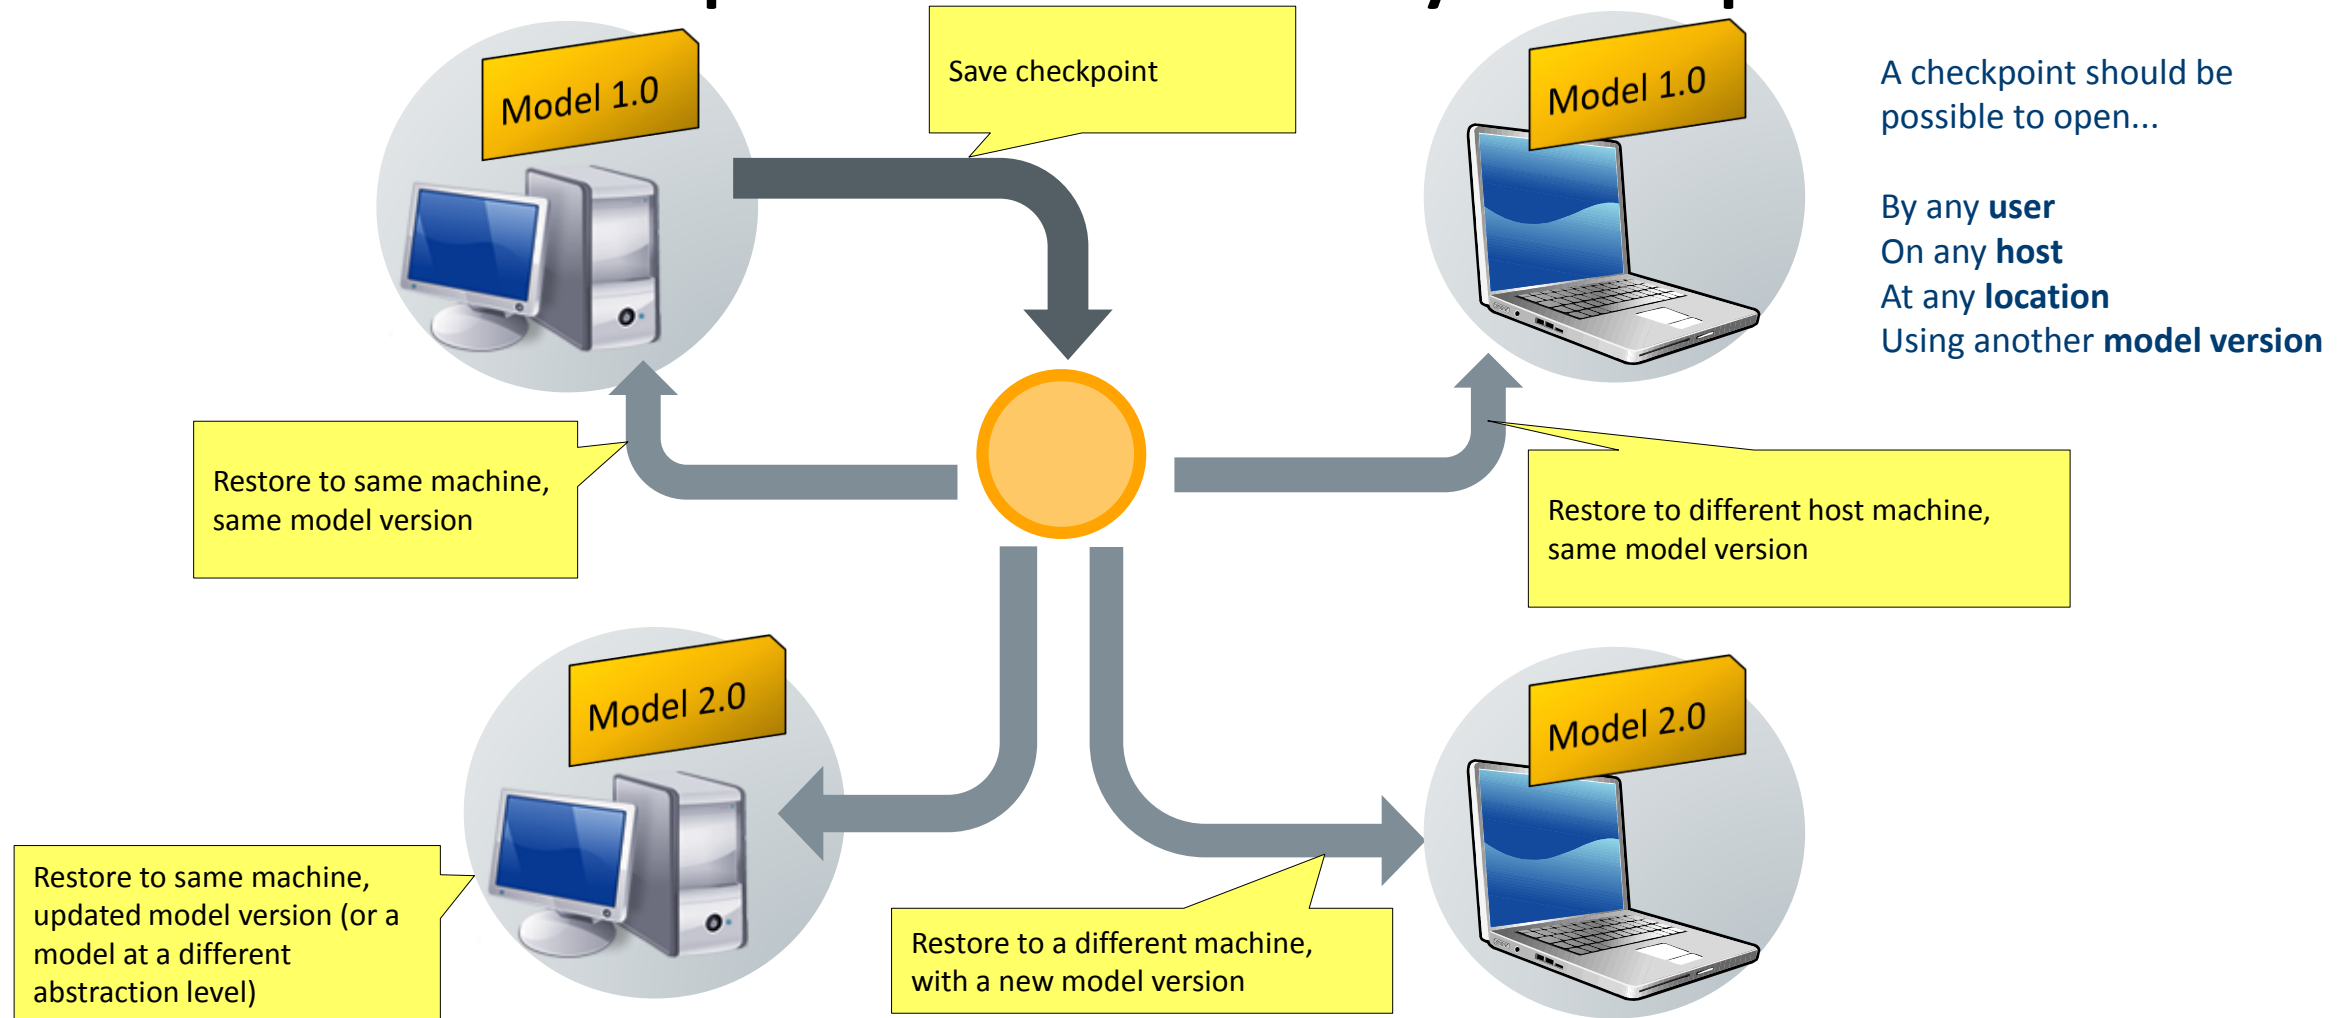 Model 1.0
Save checkpoint
Model 1.0
A checkpoint should be
possible to open...
By any user
On any host
At any location
Using another model version
Restore to same machine,
same model version
Restore to different host machine,
same model version
Model 2.0
Model 2.0
Restore to same machine,
updated model version (or a
model at a different
abstraction level)
Restore to a different machine,
with a new model version